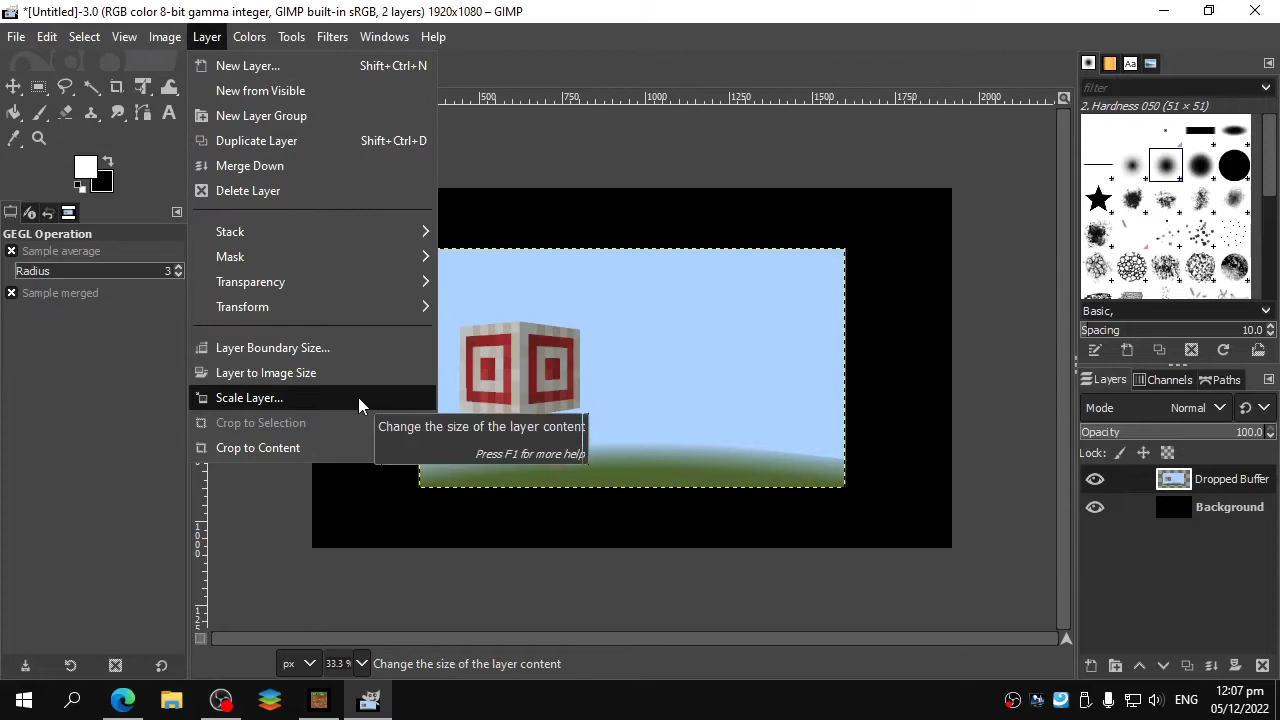 *[Untitled]-3.0 (RGB color 8-bit gamma integer, GIMP built-in sRGB, 2 layers) 1920x1080 – GIMP
File Edit Select View Image Layer Colors Tools Filters Windows Help
New Layer... Shift+Ctrl+N
New from Visible
New Layer Group
Duplicate Layer Shift+Ctrl+D
Merge Down
Delete Layer
Stack
Mask
Transparency
Transform
Layer Boundary Size...
Layer to Image Size
Scale Layer...
Crop to Selection
Crop to Content
Change the size of the layer content
Press F1 for more help
GEGL Operation
Sample average
Radius 3
Sample merged
500 750 1000 1250 1500 1750 2000
1000
125
filter
2. Hardness 050 (51 × 51)
Basic,
Spacing 10.0
Layers Channels Paths
Mode Normal
Opacity 100.0
Lock:
Dropped Buffer
Background
px 33.3 % Change the size of the layer content
ENG
12:07 pm
05/12/2022